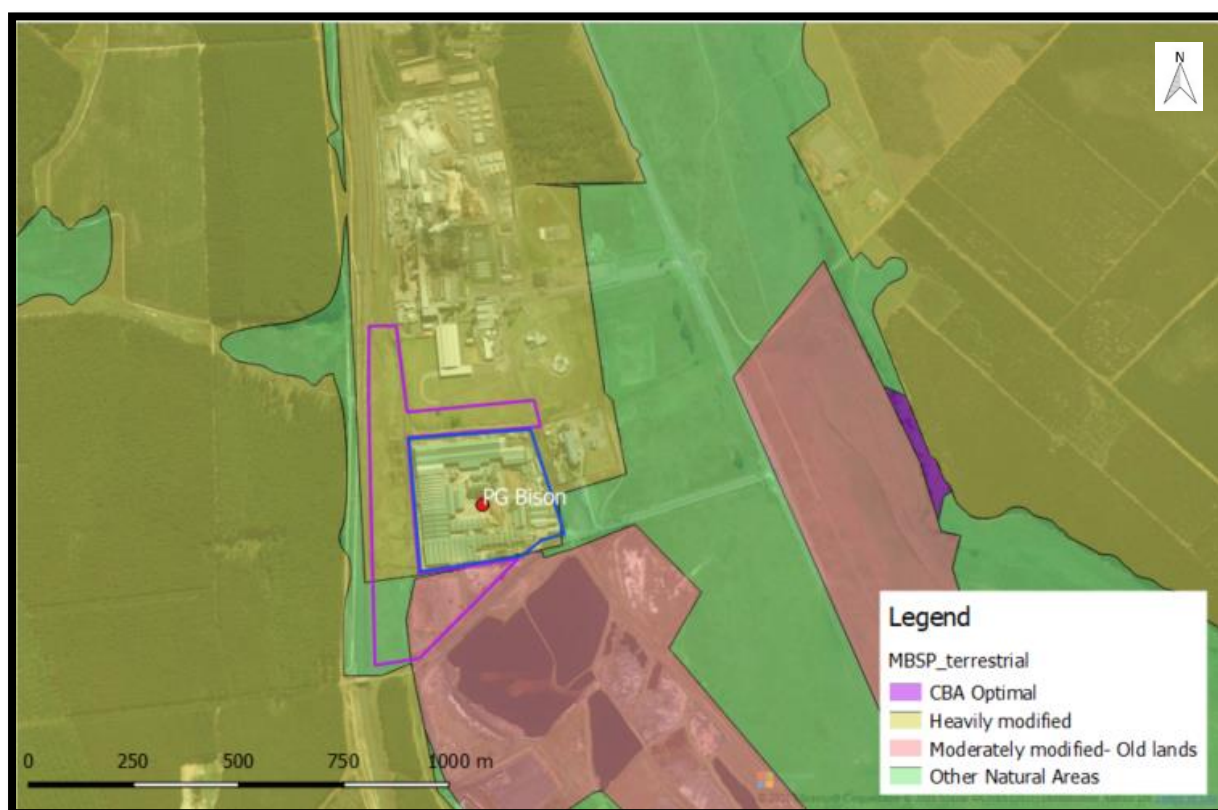 N
PG Bison
Legend
MBSP_terrestrial
CBA Optimal
Heavily modified
Moderately modified- Old lands
Other Natural Areas
0 250 500 750 1000 m